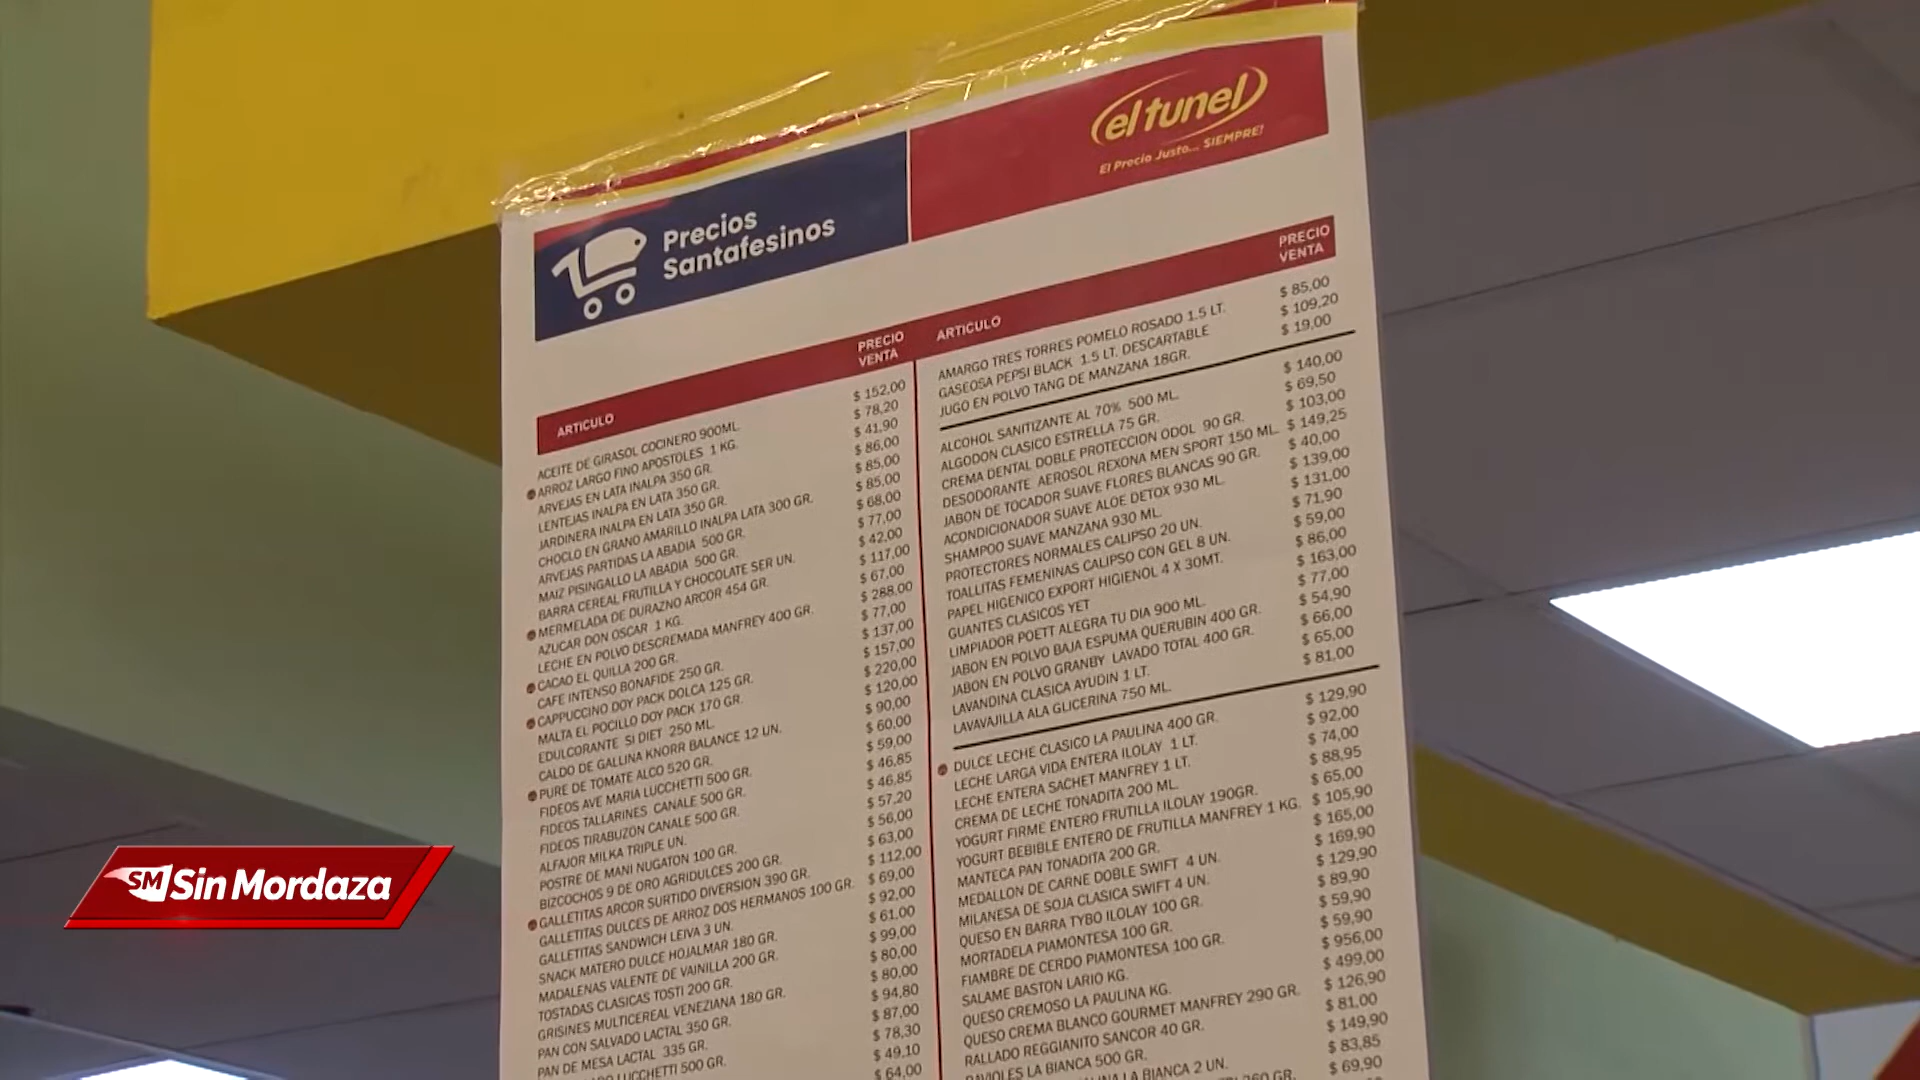 el tunel
El Precio Justo... SIEMPRE!
Precios
Santafesinos
ARTICULO PRECIO VENTA
ACEITE DE GIRASOL COCINERO 900ML. $ 152,00
ARROZ LARGO FINO APOSTOLES 1 KG. $ 78,20
ARVEJAS EN LATA INALPA 350 GR. $ 41,90
LENTEJAS INALPA EN LATA 350 GR. $ 86,00
JARDINERA INALPA EN LATA 350 GR. $ 85,00
CHOCLO EN GRANO AMARILLO INALPA LATA 300 GR. $ 85,00
ARVEJAS PARTIDAS LA ABADIA 500 GR. $ 68,00
MAIZ PISINGALLO LA ABADIA 500 GR. $ 77,00
BARRA CEREAL FRUTILLA Y CHOCOLATE SER UN. $ 42,00
MERMELADA DE DURAZNO ARCOR 454 GR. $ 117,00
AZUCAR DON OSCAR 1 KG. $ 67,00
LECHE EN POLVO DESCREMADA MANFREY 400 GR. $ 288,00
CACAO EL QUILLA 200 GR. $ 77,00
CAFE INTENSO BONAFIDE 250 GR. $ 137,00
CAPPUCCINO DOY PACK DOLCA 125 GR. $ 157,00
MALTA EL POCILLO DOY PACK 170 GR. $ 220,00
EDULCORANTE SI DIET 250 ML. $ 120,00
CALDO DE GALLINA KNORR BALANCE 12 UN. $ 90,00
PURE DE TOMATE ALCO 520 GR. $ 60,00
FIDEOS AVE MARIA LUCCHETTI 500 GR. $ 59,00
FIDEOS TALLARINES CANALE 500 GR. $ 46,85
FIDEOS TIRABUZON CANALE 500 GR. $ 46,85
ALFAJOR MILKA TRIPLE UN. $ 57,20
POSTRE DE MANI NUGATON 100 GR. $ 56,00
BIZCOCHOS 9 DE ORO AGRIDULCES 200 GR. $ 63,00
GALLETITAS ARCOR SURTIDO DIVERSION 390 GR. $ 112,00
GALLETITAS DULCES DE ARROZ DOS HERMANOS 100 GR. $ 69,00
GALLETITAS SANDWICH LEIVA 3 UN. $ 92,00
SNACK MATERO DULCE HOJALMAR 180 GR. $ 61,00
MADALENAS VALENTE DE VAINILLA 200 GR. $ 99,00
TOSTADAS CLASICAS TOSTI 200 GR. $ 80,00
GRISINES MULTICEREAL VENEZIANA 180 GR. $ 80,00
PAN CON SALVADO LACTAL 350 GR. $ 94,80
PAN DE MESA LACTAL 335 GR. $ 87,00
LUCCHETTI 500 GR. $ 78,30
$ 49,10
$ 64,00
ARTICULO PRECIO VENTA
AMARGO TRES TORRES POMELO ROSADO 1.5 LT. $ 85,00
GASEOSA PEPSI BLACK 1.5 LT. DESCARTABLE $ 109,20
JUGO EN POLVO TANG DE MANZANA 18GR. $ 19,00
ALCOHOL SANITIZANTE AL 70% 500 ML. $ 140,00
ALGODON CLASICO ESTRELLA 75 GR. $ 69,50
CREMA DENTAL DOBLE PROTECCION ODOL 90 GR. $ 103,00
DESODORANTE AEROSOL REXONA MEN SPORT 150 ML. $ 149,25
JABON DE TOCADOR SUAVE FLORES BLANCAS 90 GR. $ 40,00
ACONDICIONADOR SUAVE ALOE DETOX 930 ML. $ 139,00
SHAMPOO SUAVE MANZANA 930 ML. $ 131,00
PROTECTORES NORMALES CALIPSO 20 UN. $ 71,90
TOALLITAS FEMENINAS CALIPSO CON GEL 8 UN. $ 59,00
PAPEL HIGENICO EXPORT HIGIENOL 4 X 30MT. $ 86,00
GUANTES CLASICOS YET $ 163,00
LIMPIADOR POETT ALEGRA TU DIA 900 ML. $ 77,00
JABON EN POLVO BAJA ESPUMA QUERUBIN 400 GR. $ 54,90
JABON EN POLVO GRANBY LAVADO TOTAL 400 GR. $ 66,00
LAVANDINA CLASICA AYUDIN 1 LT. $ 65,00
LAVAVAJILLA ALA GLICERINA 750 ML. $ 81,00
DULCE LECHE CLASICO LA PAULINA 400 GR. $ 129,90
LECHE LARGA VIDA ENTERA ILOLAY 1 LT. $ 92,00
LECHE ENTERA SACHET MANFREY 1 LT. $ 74,00
CREMA DE LECHE TONADITA 200 ML. $ 88,95
YOGURT FIRME ENTERO FRUTILLA ILOLAY 190GR. $ 65,00
YOGURT BEBIBLE ENTERO DE FRUTILLA MANFREY 1 KG. $ 105,90
MANTECA PAN TONADITA 200 GR. $ 165,00
MEDALLON DE CARNE DOBLE SWIFT 4 UN. $ 169,90
MILANESA DE SOJA CLASICA SWIFT 4 UN. $ 129,90
QUESO EN BARRA TYBO ILOLAY 100 GR. $ 89,90
MORTADELA PIAMONTESA 100 GR. $ 59,90
FIAMBRE DE CERDO PIAMONTESA 100 GR. $ 59,90
SALAME BASTON LARIO KG. $ 956,00
QUESO CREMOSO LA PAULINA KG. $ 499,00
QUESO CREMA BLANCO GOURMET MANFREY 290 GR. $ 126,90
RALLADO REGGIANITO SANCOR 40 GR. $ 81,00
RAVIOLES LA BIANCA 500 GR. $ 149,90
LA BIANCA 2 UN. $ 83,85
$ 69,90
SM Sin Mordaza